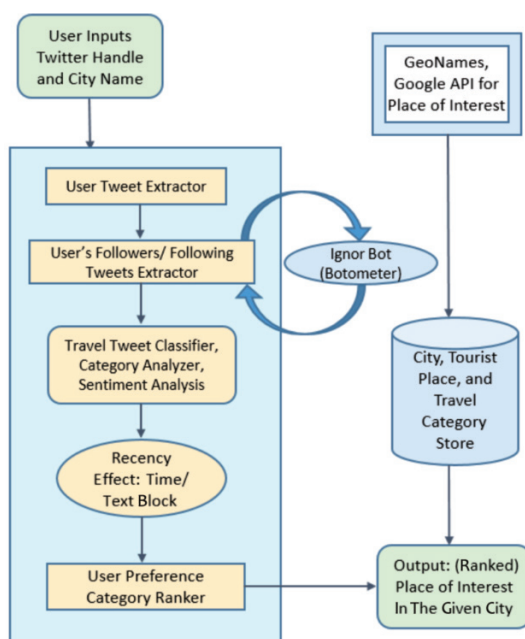 User Inputs
Twitter Handle
and City Name
GeoNames,
Google API for
Place of Interest
User Tweet Extractor
User's Followers/ Following
Tweets Extractor
Ignor Bot
(Botometer)
Travel Tweet Classifier,
Category Analyzer,
Sentiment Analysis
City, Tourist
Place, and
Travel
Category
Store
Recency
Effect: Time/
Text Block
User Preference
Category Ranker
Output: (Ranked)
Place of Interest
In The Given City